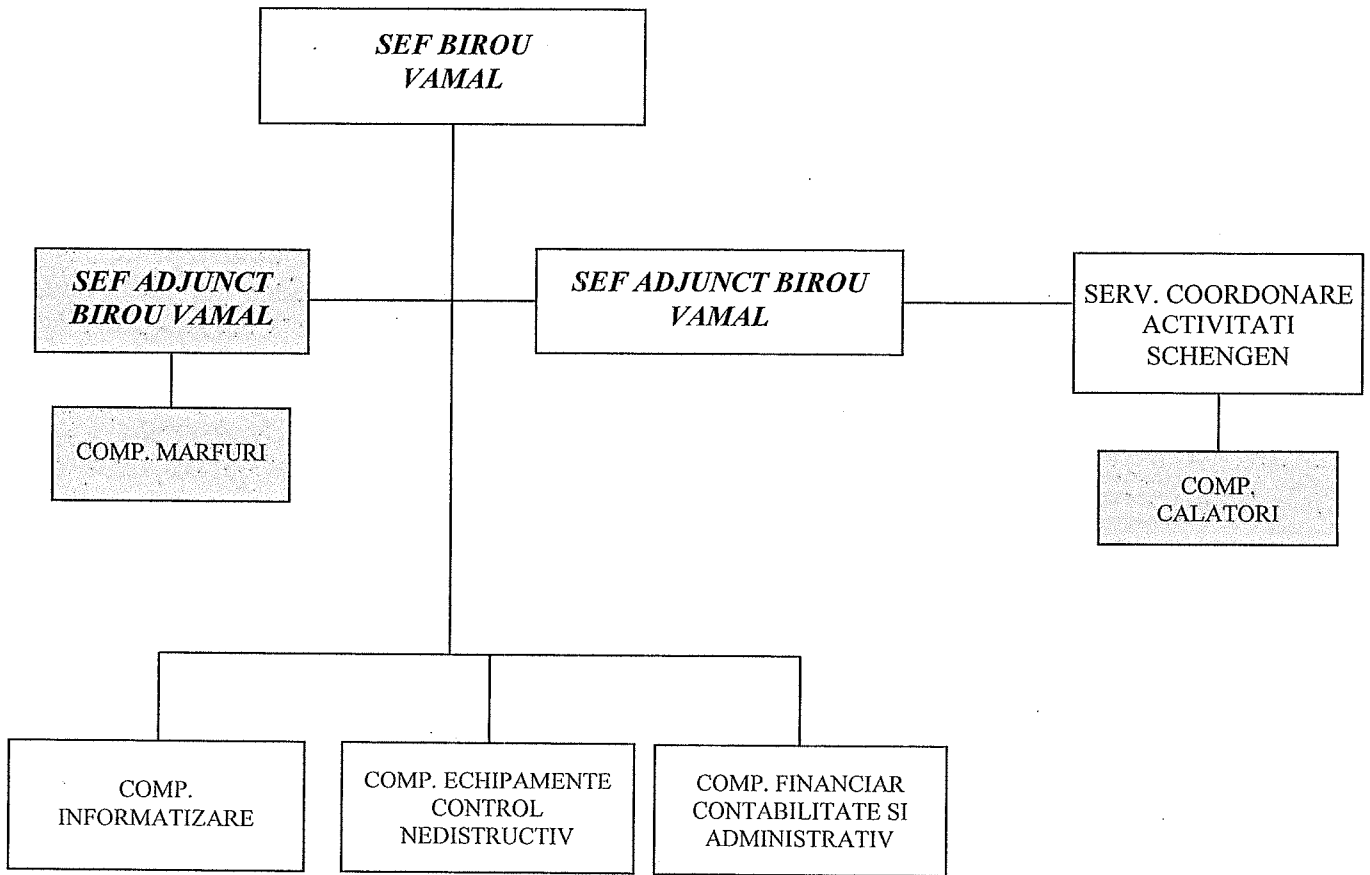 SEF BIROU
VAMAL
SEF ADJUNCT
BIROU VAMAL
SEF ADJUNCT BIROU
VAMAL
SERV. COORDONARE
ACTIVITATI
SCHENGEN
COMP. MARFURI
COMP.
CALATORI
COMP.
INFORMATIZARE
COMP. ECHIPAMENTE
CONTROL
NEDISTRUCTIV
COMP. FINANCIAR
CONTABILITATE SI
ADMINISTRATIV